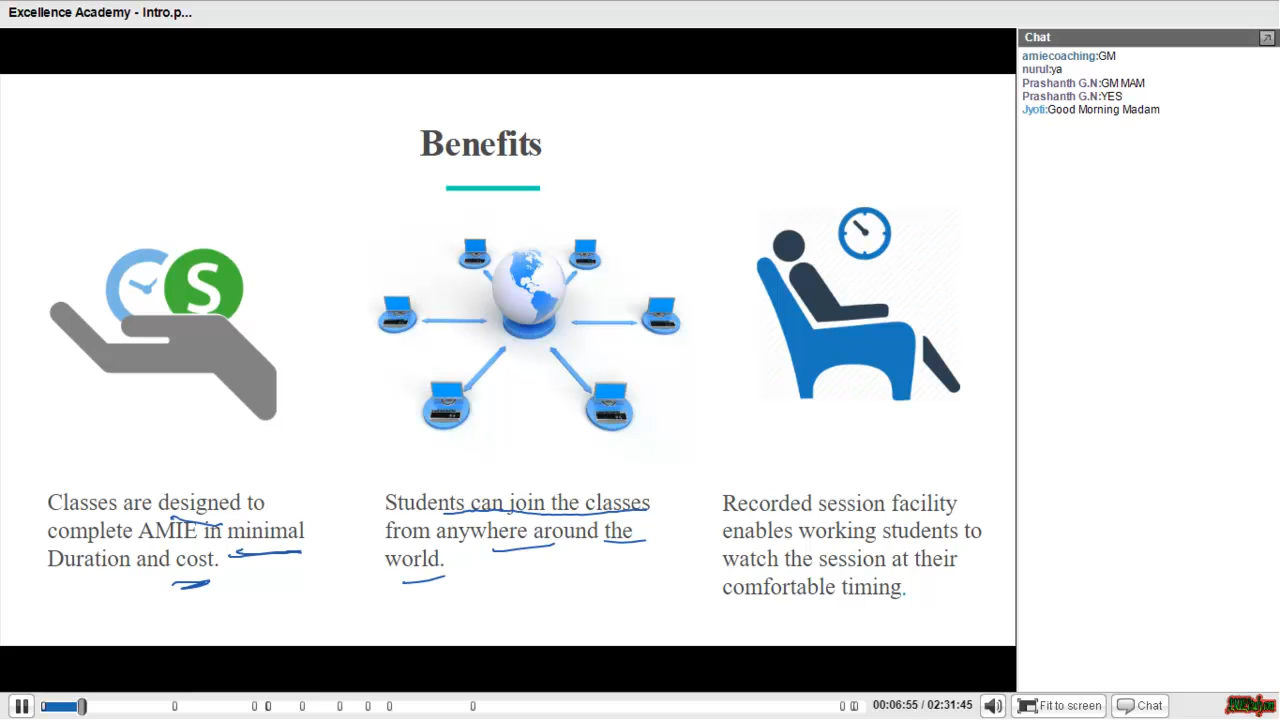 Excellence Academy - Intro.p...
Chat
amiecoaching:GM
nurul:ya
Prashanth G.N:GM MAM
Prashanth G.N:YES
Jyoti:Good Morning Madam
Benefits
S
Classes are designed to
complete AMIE in minimal
Duration and cost.
Students can join the classes
from anywhere around the
world.
Recorded session facility
enables working students to
watch the session at their
comfortable timing.
00:06:55 / 02:31:45
Fit to screen
Chat